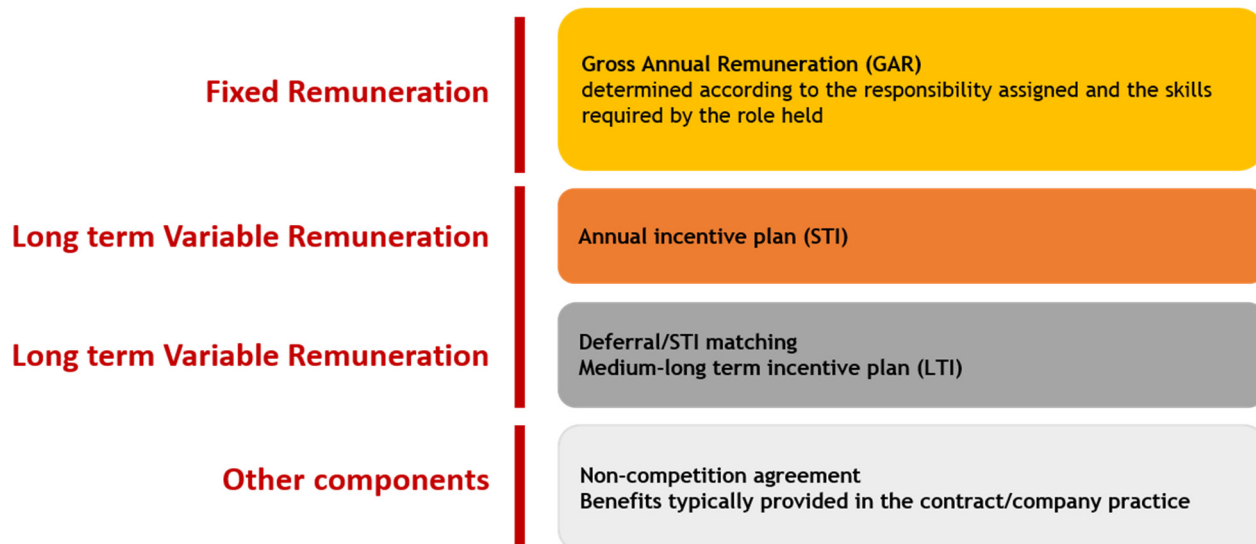 Fixed Remuneration
Gross Annual Remuneration (GAR)
determined according to the responsibility assigned and the skills
required by the role held
Long term Variable Remuneration
Annual incentive plan (STI)
Long term Variable Remuneration
Deferral/STI matching
Medium-long term incentive plan (LTI)
Other components
Non-competition agreement
Benefits typically provided in the contract/company practice